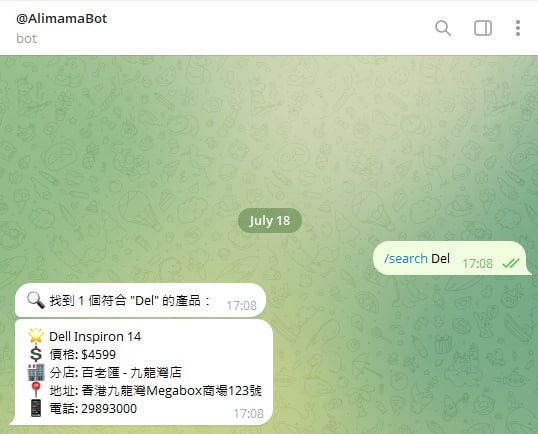 @AlimamaBot
bot
July 18
/search Del 17:08
找到 1 個符合 "Del" 的產品： 17:08
Dell Inspiron 14
價格: $4599
分店: 百老匯 - 九龍灣店
地址: 香港九龍灣Megabox商場123號
電話: 29893000 17:08